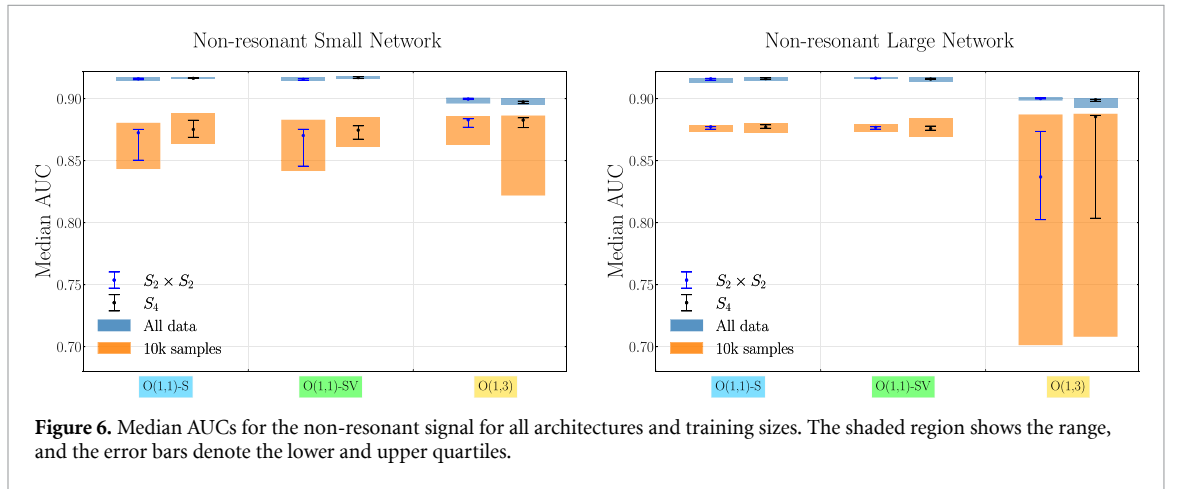 Non-resonant Small Network
Median AUC
0.90
0.85
0.80
0.75
0.70
S₂ × S₂
S₄
All data
10k samples
O(1,1)-S
O(1,1)-SV
O(1,3)
Non-resonant Large Network
Median AUC
0.90
0.85
0.80
0.75
0.70
S₂ × S₂
S₄
All data
10k samples
O(1,1)-S
O(1,1)-SV
O(1,3)
Figure 6. Median AUCs for the non-resonant signal for all architectures and training sizes. The shaded region shows the range,
and the error bars denote the lower and upper quartiles.